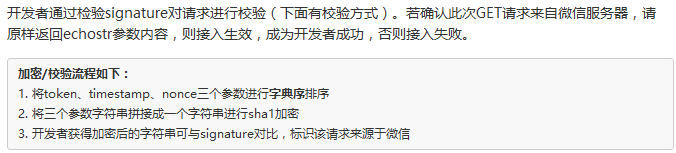 开发者通过检验signature对请求进行校验（下面有校验方式）。若确认此次GET请求来自微信服务器，请
原样返回echostr参数内容，则接入生效，成为开发者成功，否则接入失败。
加密/校验流程如下：
1. 将token、timestamp、nonce三个参数进行字典序排序
2. 将三个参数字符串拼接成一个字符串进行sha1加密
3. 开发者获得加密后的字符串可与signature对比，标识该请求来源于微信